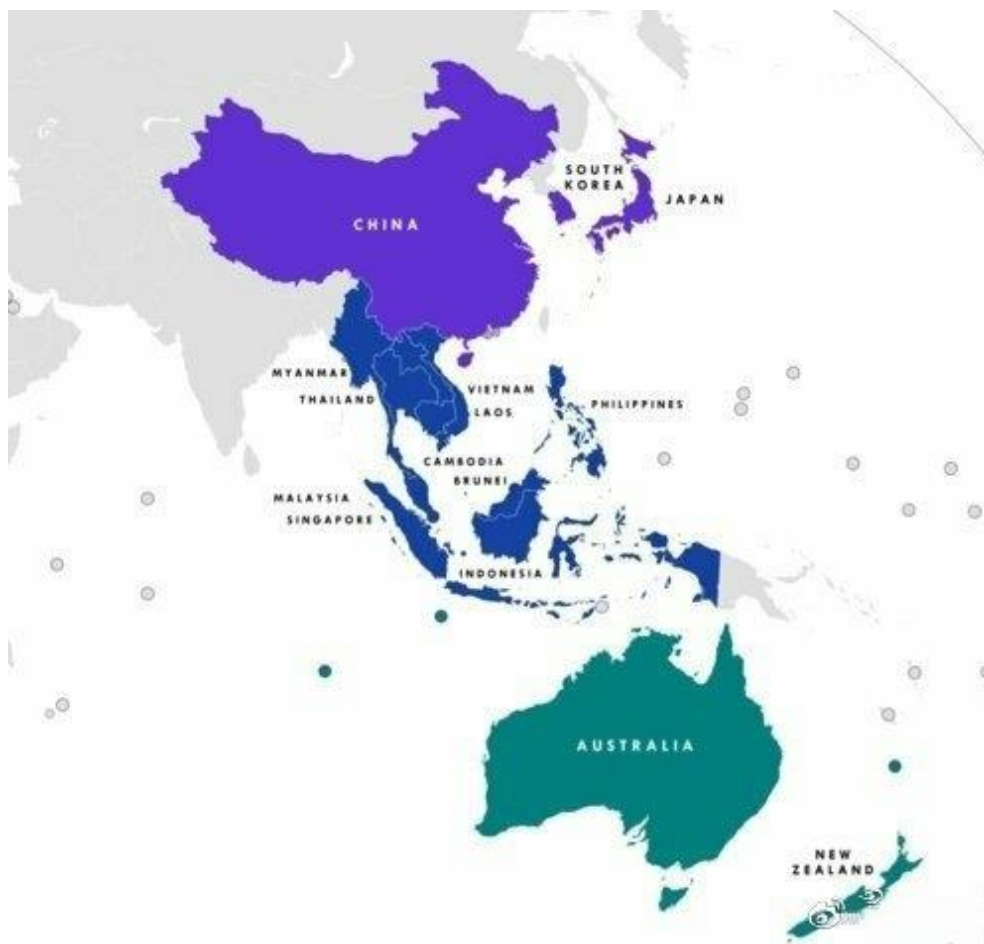 SOUTH
KOREA
JAPAN
CHINA
MYANMAR
THAILAND
VIETNAM
LAOS
PHILIPPINES
CAMBODIA
BRUNEI
MALAYSIA
SINGAPORE
INDONESIA
AUSTRALIA
NEW
ZEALAND